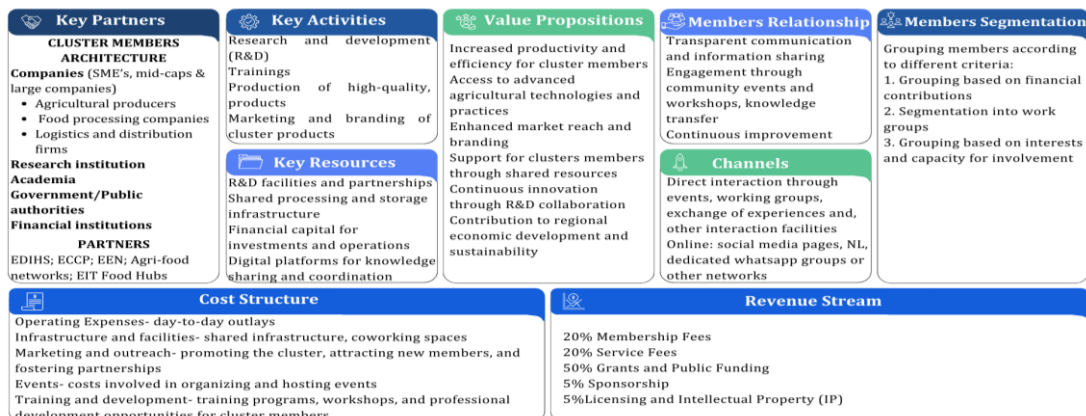 Key Partners
CLUSTER MEMBERS
ARCHITECTURE
Companies (SME's, mid-caps &
large companies)
• Agricultural producers
• Food processing companies
• Logistics and distribution
firms
Research institution
Academia
Government/Public
authorities
Financial institutions
PARTNERS
EDIHS; ECCP; EEN; Agri-food
networks; EIT Food Hubs
Key Activities
Research and development
(R&D)
Trainings
Production of high-quality,
products
Marketing and branding of
cluster products
Key Resources
R&D facilities and partnerships
Shared processing and storage
infrastructure
Financial capital for
investments and operations
Digital platforms for knowledge
sharing and coordination
Value Propositions
Increased productivity and
efficiency for cluster members
Access to advanced
agricultural technologies and
practices
Enhanced market reach and
branding
Support for clusters members
through shared resources
Continuous innovation
through R&D collaboration
Contribution to regional
economic development and
sustainability
Members Relationship
Transparent communication
and information sharing
Engagement through
community events and
workshops, knowledge
transfer
Continuous improvement
Channels
Direct interaction through
events, working groups,
exchange of experiences and,
other interaction facilities
Online: social media pages, NL,
dedicated whatsapp groups or
other networks
Members Segmentation
Grouping members according
to different criteria:
1. Grouping based on financial
contributions
2. Segmentation into work
groups
3. Grouping based on interests
and capacity for involvement
Cost Structure
Operating Expenses- day-to-day outlays
Infrastructure and facilities- shared infrastructure, coworking spaces
Marketing and outreach- promoting the cluster, attracting new members, and
fostering partnerships
Events- costs involved in organizing and hosting events
Training and development- training programs, workshops, and professional
development opportunities for cluster members
Revenue Stream
20% Membership Fees
20% Service Fees
50% Grants and Public Funding
5% Sponsorship
5%Licensing and Intellectual Property (IP)